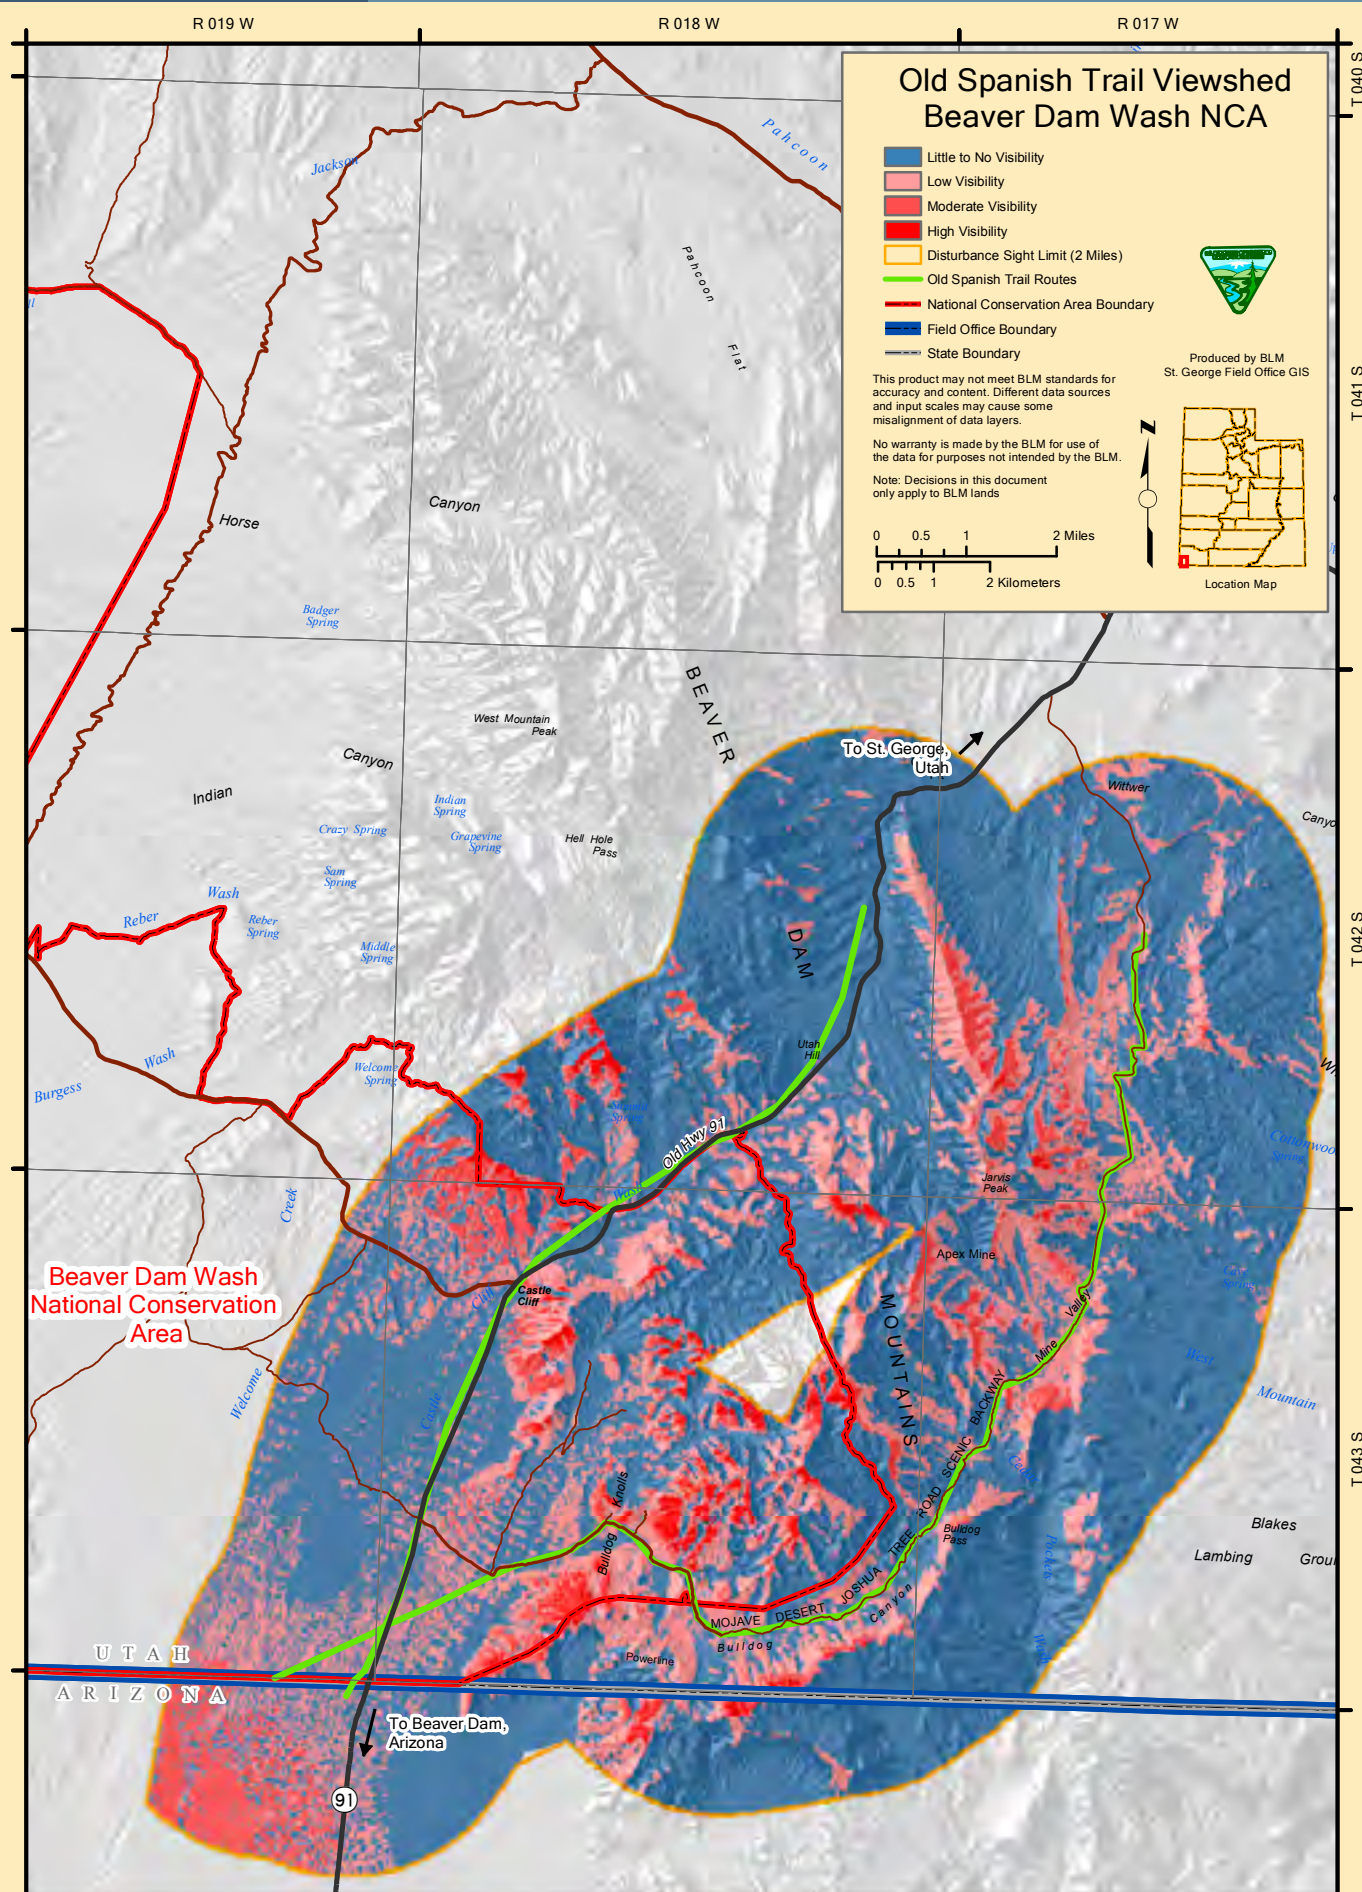 R 019 W
R 018 W
R 017 W
T 040 S
T 041 S
T 042 S
T 043 S
Old Spanish Trail Viewshed
Beaver Dam Wash NCA
Little to No Visibility
Low Visibility
Moderate Visibility
High Visibility
Disturbance Sight Limit (2 Miles)
Old Spanish Trail Routes
National Conservation Area Boundary
Field Office Boundary
State Boundary
This product may not meet BLM standards for
accuracy and content. Different data sources
and input scales may cause some
misalignment of data layers.
No warranty is made by the BLM for use of
the data for purposes not intended by the BLM.
Note: Decisions in this document
only apply to BLM lands
0 0.5 1 2 Miles
0 0.5 1 2 Kilometers
Produced by BLM
St. George Field Office GIS
Z
Location Map
Pahcoon
Jackson
Pahcoon
Flat
Canyon
Horse
Badger
Spring
BEAVER
West Mountain
Peak
Canyon
Indian
Indian
Spring
Crazy Spring
Grapevine
Spring
Hell Hole
Pass
Sam
Spring
To St. George,
Utah
Wittwer
Wash
Reber
Reber
Spring
Middle
Spring
DAM
Utah
Hill
Wash
Burgess
Welcome
Spring
Old Hwy 91
Wash
Cottonwood
Spring
Jarvis
Peak
Creek
Apex Mine
Beaver Dam Wash
National Conservation
Area
Castle
Cliff
Cliff
Valley
Mine
MOUNTAINS
West
Mountain
Welcome
Castle
MOJAVE DESERT JOSHUA TREE ROAD SCENIC BACKWAY
Knolls
Bulldog
Bulldog
Pass
Pockets
Wash
Blakes
Lambing
Canyon
Bulldog
Powerline
UTAH
ARIZONA
To Beaver Dam,
Arizona
91